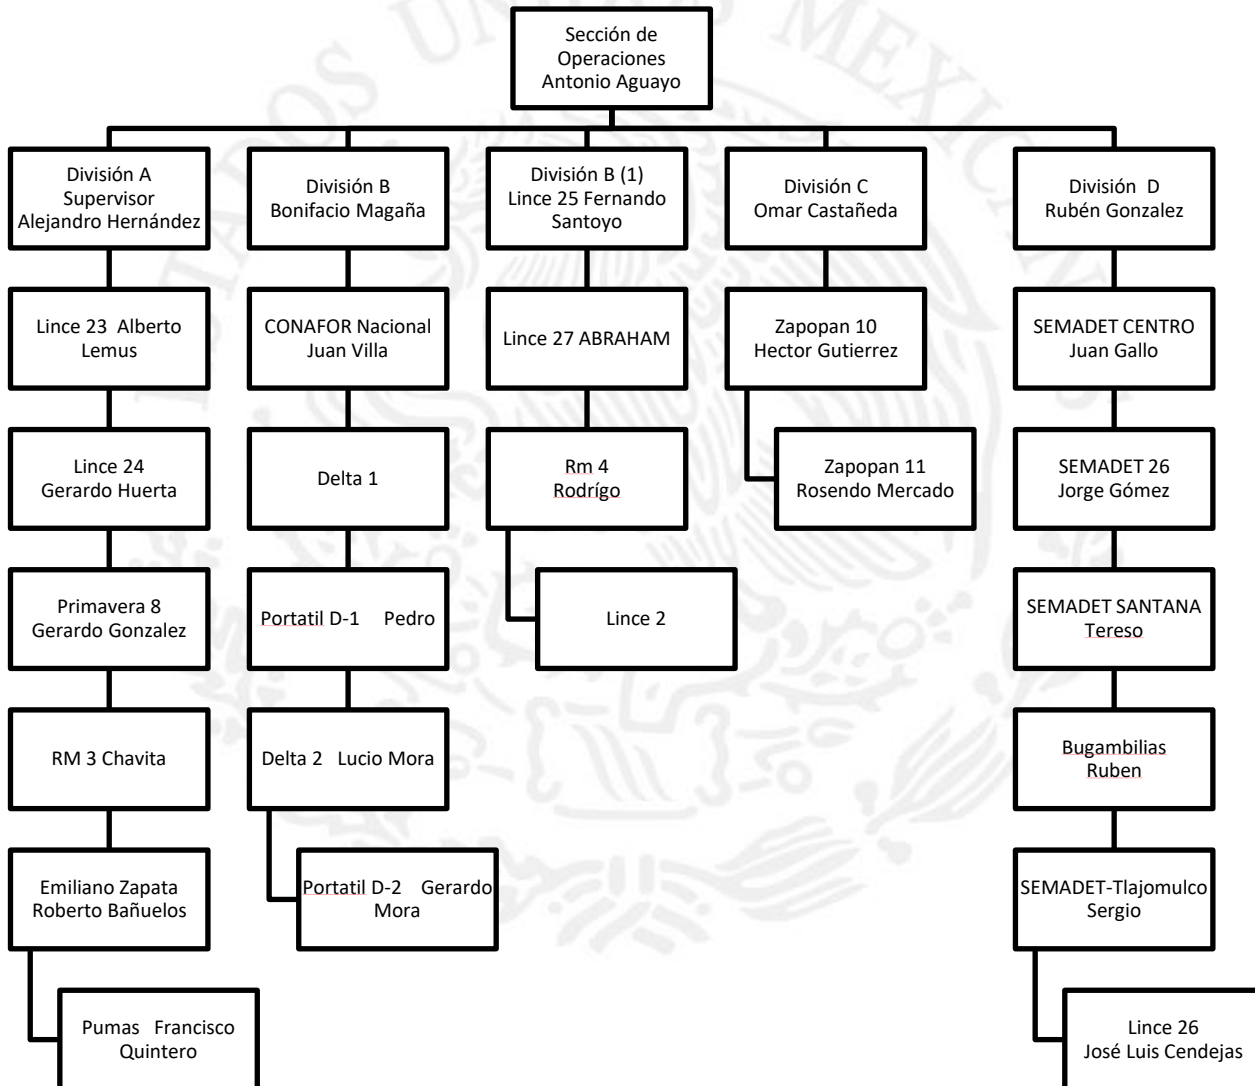 Sección de
Operaciones
Antonio Aguayo
División A
Supervisor
Alejandro Hernández
División B
Bonifacio Magaña
División B (1)
Lince 25 Fernando
Santoyo
División C
Omar Castañeda
División D
Rubén Gonzalez
Lince 23 Alberto
Lemus
CONAFOR Nacional
Juan Villa
Lince 27 ABRAHAM
Zapopan 10
Hector Gutierrez
SEMADET CENTRO
Juan Gallo
Lince 24
Gerardo Huerta
Delta 1
Rm 4
Rodrígo
Zapopan 11
Rosendo Mercado
SEMADET 26
Jorge Gómez
Primavera 8
Gerardo Gonzalez
Portatil D-1 Pedro
Lince 2
SEMADET SANTANA
Tereso
RM 3 Chavita
Delta 2 Lucio Mora
Bugambilias
Ruben
Emiliano Zapata
Roberto Bañuelos
Portatil D-2 Gerardo
Mora
SEMADET-Tlajomulco
Sergio
Pumas Francisco
Quintero
Lince 26
José Luis Cendejas
ESTADOS UNIDOS MEXICANOS